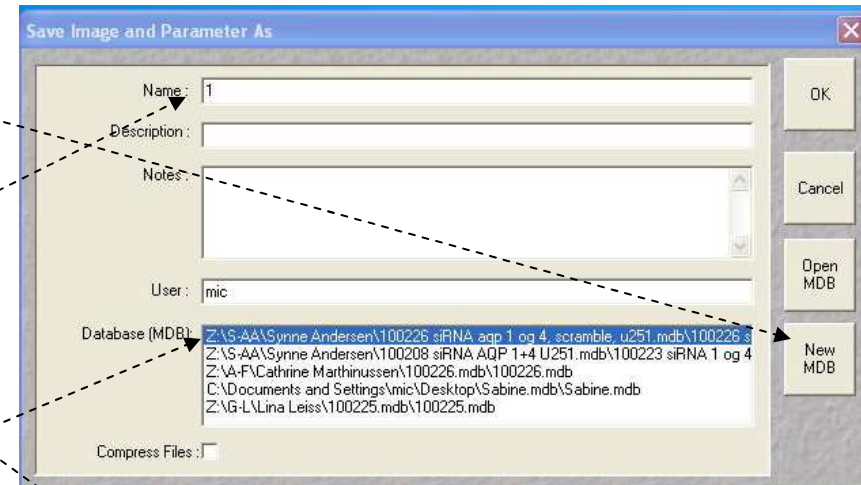 Save Image and Parameter As
Name : 1
OK
Description :
Notes :
Cancel
Open
MDB
User : mic
Database (MDB): Z:\S-AA\Synne Andersen\100226 siRNA aqp 1 og 4, scramble, u251.mdb\100226 s
Z:\S-AA\Synne Andersen\100208 siRNA AQP 1+4 U251.mdb\100223 siRNA 1 og 4
New
MDB
Z:\A-F\Cathrine Marthinussen\100226.mdb\100226.mdb
C:\Documents and Settings\mic\Desktop\Sabine.mdb\Sabine.mdb
Z:\G-L\Lina Leiss\100225.mdb\100225.mdb
Compress Files :